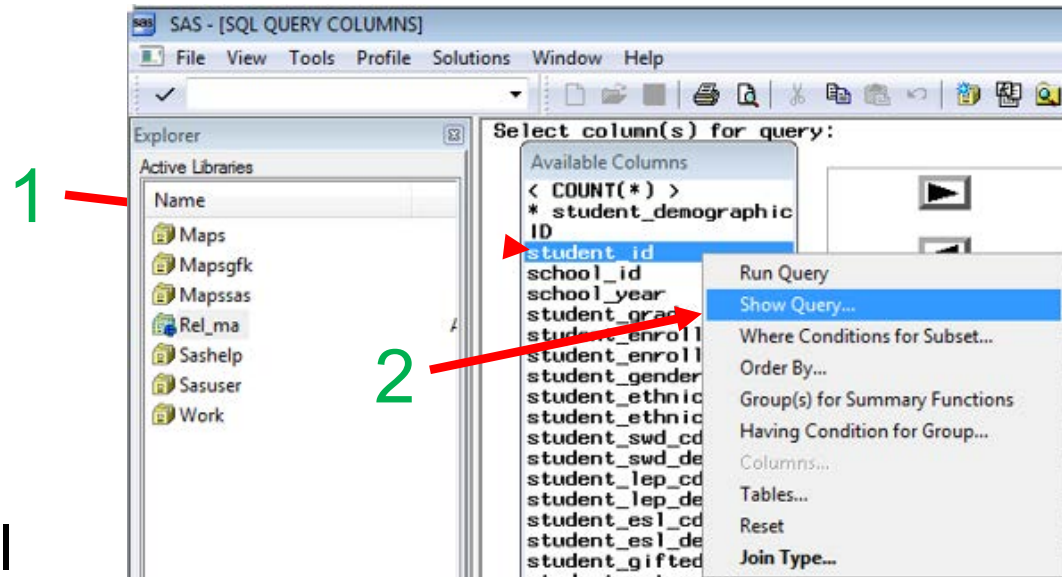 sas SAS - [SQL QUERY COLUMNS]
File View Tools Profile Solutions Window Help
Explorer
Active Libraries
Name
Maps
Mapsgfk
Mapssas
Rel_ma
Sashelp
Sasuser
Work
1
2
Select column(s) for query:
Available Columns
< COUNT(*) >
* student_demographic
ID
student_id
school_id
school_year
student_grad
student_enroll
student_enroll
student_gender
student_ethnic
student_ethnic
student_swd_cd
student_swd_de
student_lep_cd
student_lep_de
student_esl_cd
student_esl_de
student_gifted
Run Query
Show Query...
Where Conditions for Subset...
Order By...
Group(s) for Summary Functions
Having Condition for Group...
Columns...
Tables...
Reset
Join Type...